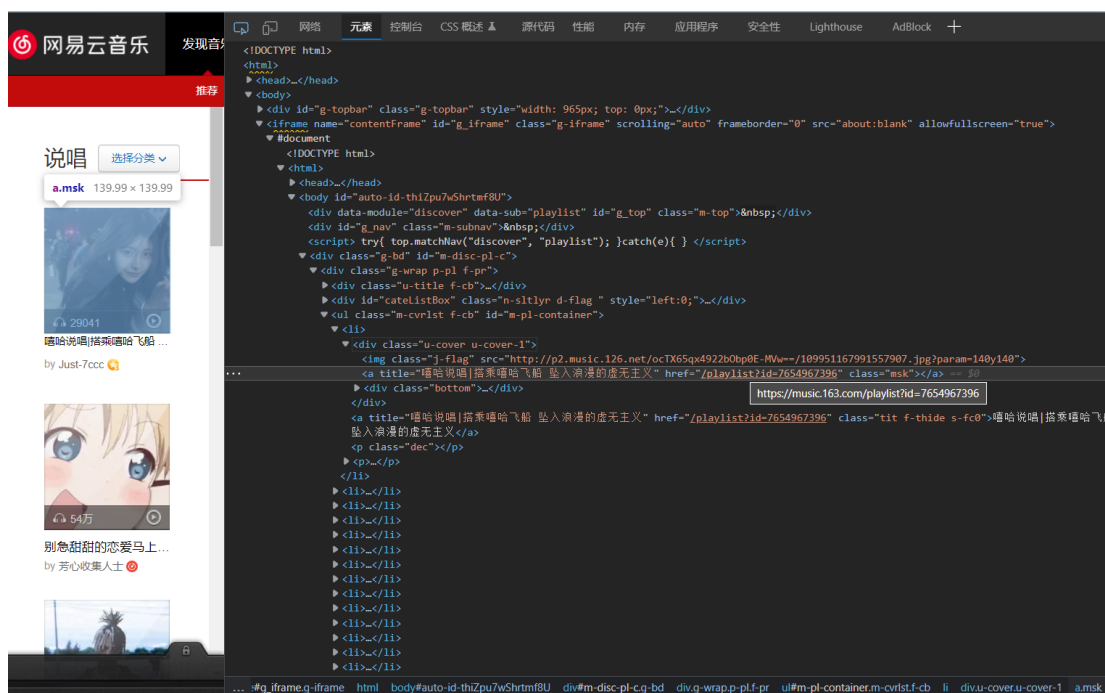 网易云音乐
发现音
推荐
说唱
选择分类
a.msk 139.99 × 139.99
29041
嘻哈说唱|搭乘嘻哈飞船 ...
by Just-7ccc
54万
别急甜甜的恋爱马上...
by 芳心收集人士
网络 元素 控制台 CSS 概述 源代码 性能 内存 应用程序 安全性 Lighthouse AdBlock
<!DOCTYPE html>
<html>
<head>…</head>
<body>
<div id="g-topbar" class="g-topbar" style="width: 965px; top: 0px;">…</div>
<iframe name="contentFrame" id="g_iframe" class="g-iframe" scrolling="auto" frameborder="0" src="about:blank" allowfullscreen="true">
#document
<!DOCTYPE html>
<html>
<head>…</head>
<body id="auto-id-thiZpu7wShrtmf8U">
<div data-module="discover" data-sub="playlist" id="g_top" class="m-top">&nbsp;</div>
<div id="g_nav" class="m-subnav">&nbsp;</div>
<script> try{ top.matchNav("discover", "playlist"); }catch(e){ } </script>
<div class="g-bd" id="m-disc-pl-c">
<div class="g-wrap p-pl f-pr">
<div class="u-title f-cb">…</div>
<div id="cateListBox" class="n-sltlyr d-flag " style="left:0;">…</div>
<ul class="m-cvrlst f-cb" id="m-pl-container">
<li>
<div class="u-cover u-cover-1">
<img class="j-flag" src="http://p2.music.126.net/ocTX65qx4922bObp0E-MVw==/109951167991557907.jpg?param=140y140">
<a title="嘻哈说唱|搭乘嘻哈飞船 坠入浪漫的虚无主义" href="/playlist?id=7654967396" class="msk"></a> == $0
<div class="bottom">…</div>
https://music.163.com/playlist?id=7654967396
</div>
<a title="嘻哈说唱|搭乘嘻哈飞船 坠入浪漫的虚无主义" href="/playlist?id=7654967396" class="tit f-thide s-fc0">嘻哈说唱|搭乘嘻哈飞
坠入浪漫的虚无主义</a>
<p class="dec"></p>
<p>…</p>
</li>
<li>…</li>
<li>…</li>
<li>…</li>
<li>…</li>
<li>…</li>
<li>…</li>
<li>…</li>
<li>…</li>
<li>…</li>
<li>…</li>
<li>…</li>
<li>…</li>
<li>…</li>
... #g_iframe.g-iframe html body#auto-id-thiZpu7wShrtmf8U div#m-disc-pl-c.g-bd div.g-wrap.p-pl.f-pr ul#m-pl-container.m-cvrlst.f-cb li div.u-cover.u-cover-1 a.msk